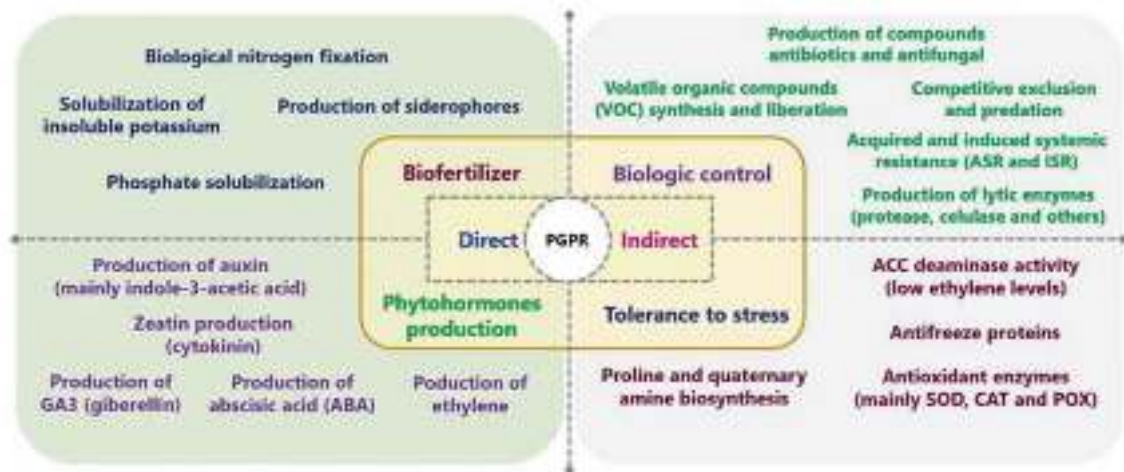 Biological nitrogen fixation
Solubilization of
insoluble potassium
Production of siderophores
Phosphate solubilization
Production of compounds
antibiotics and antifungal
Volatile organic compounds
(VOC) synthesis and liberation
Competitive exclusion
and predation
Acquired and induced systemic
resistance (ASR and ISR)
Production of lytic enzymes
(protease, celulase and others)
Biofertilizer
Biologic control
Direct
PGPR
Indirect
Phytohormones
production
Tolerance to stress
Production of auxin
(mainly indole-3-acetic acid)
Zeatin production
(cytokinin)
Production of
GA3 (giberellin)
Production of
abscisic acid (ABA)
Poduction of
ethylene
ACC deaminase activity
(low ethylene levels)
Antifreeze proteins
Proline and quaternary
amine biosynthesis
Antioxidant enzymes
(mainly SOD, CAT and POX)